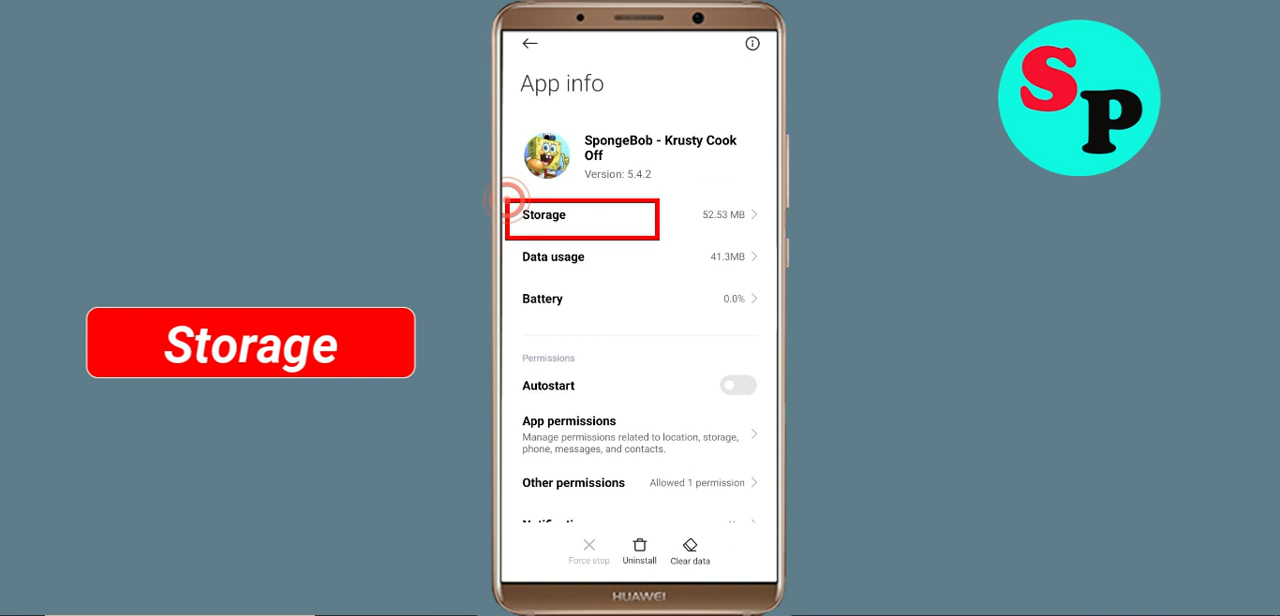 App info
SpongeBob - Krusty Cook
Off
Version: 5.4.2
Storage 52.53 MB
Data usage 41.3MB
Battery 0.0%
Permissions
Autostart
App permissions
Manage permissions related to location, storage,
phone, messages, and contacts.
Other permissions Allowed 1 permission
Force stop Uninstall Clear data
HUAWEI
Storage
SP